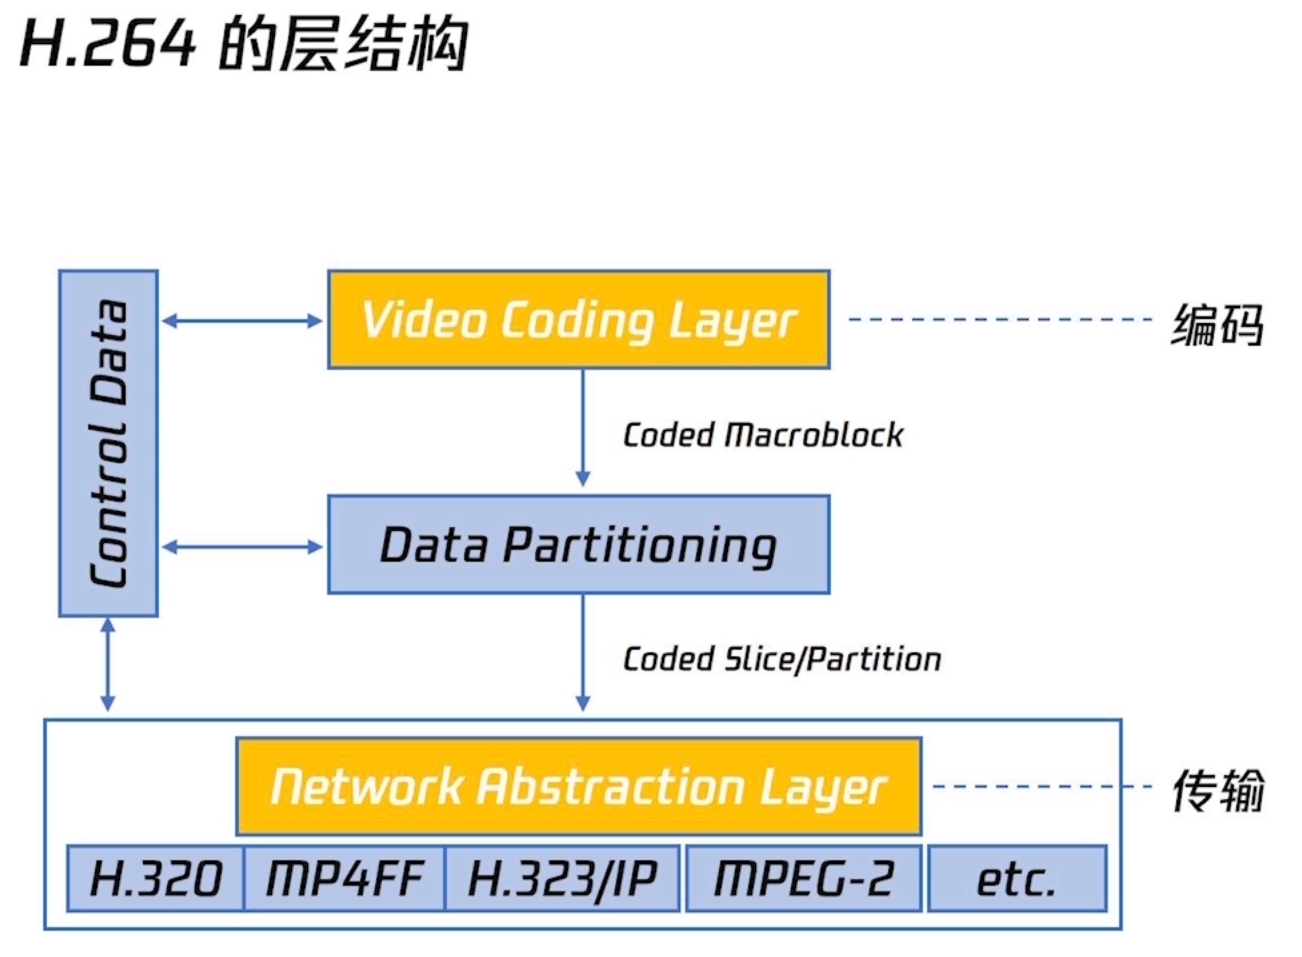 H.264 的层结构
Control Data
Video Coding Layer
编码
Coded Macroblock
Data Partitioning
Coded Slice/Partition
Network Abstraction Layer
传输
H.320
MP4FF
H.323/IP
MPEG-2
etc.